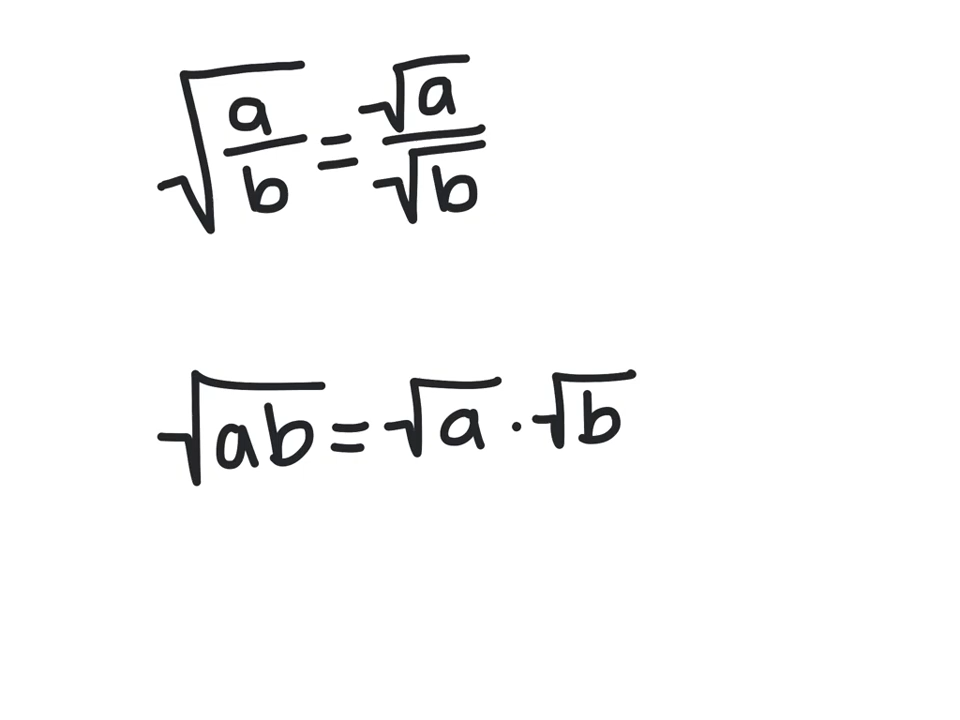 √(a/b) = √a/√b
√ab = √a · √b